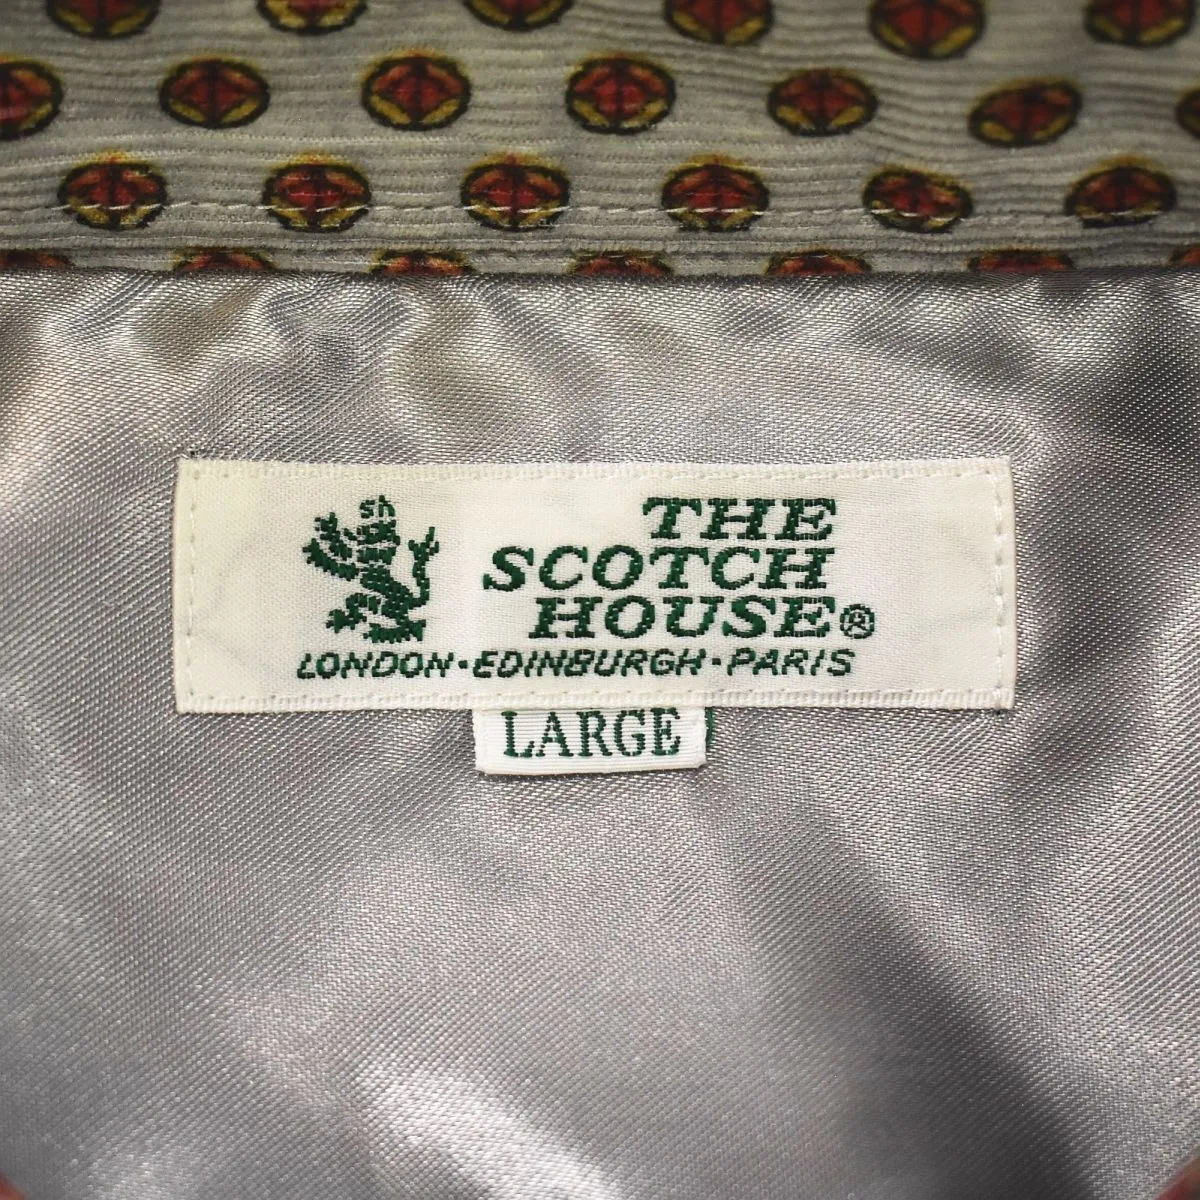 sh
THE
SCOTCH
HOUSE®
LONDON·EDINBURGH·PARIS
LARGE